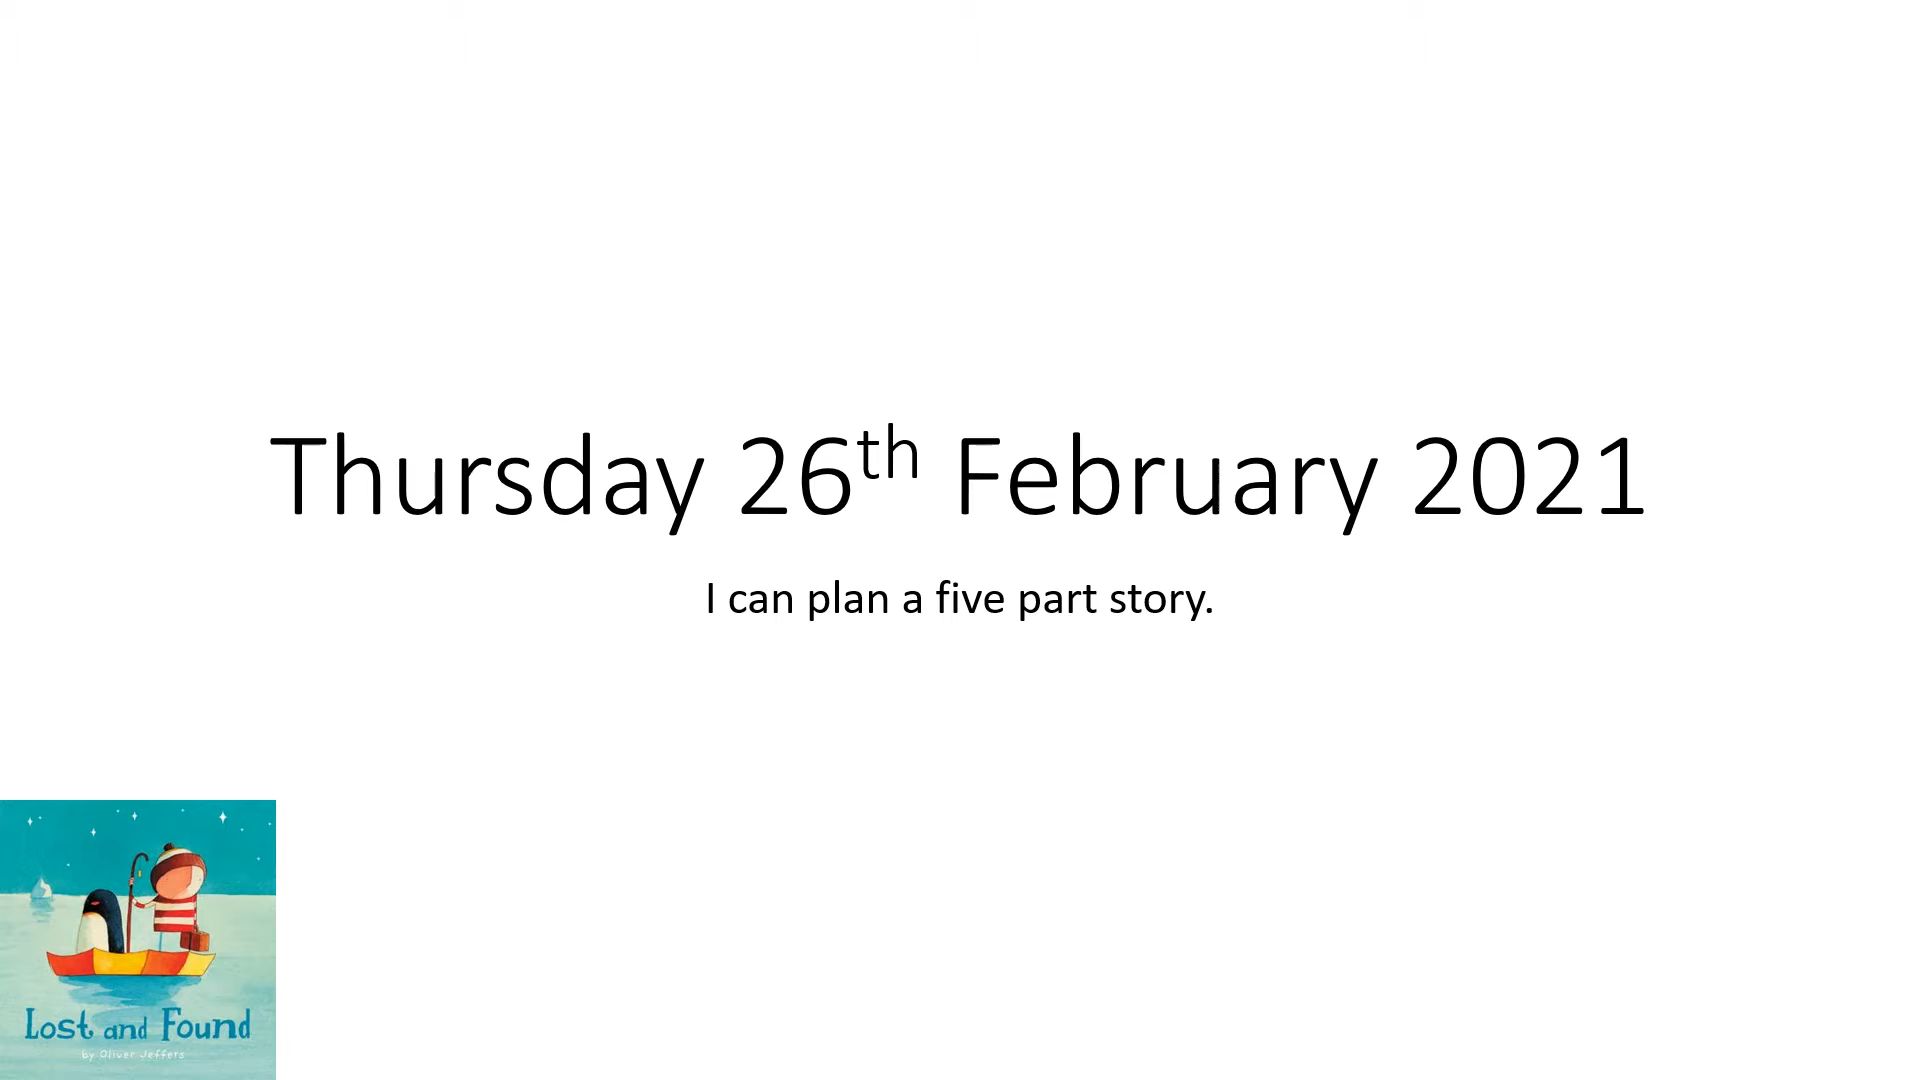 Thursday 26th February 2021
I can plan a five part story.
Lost and Found
by Oliver Jeffers